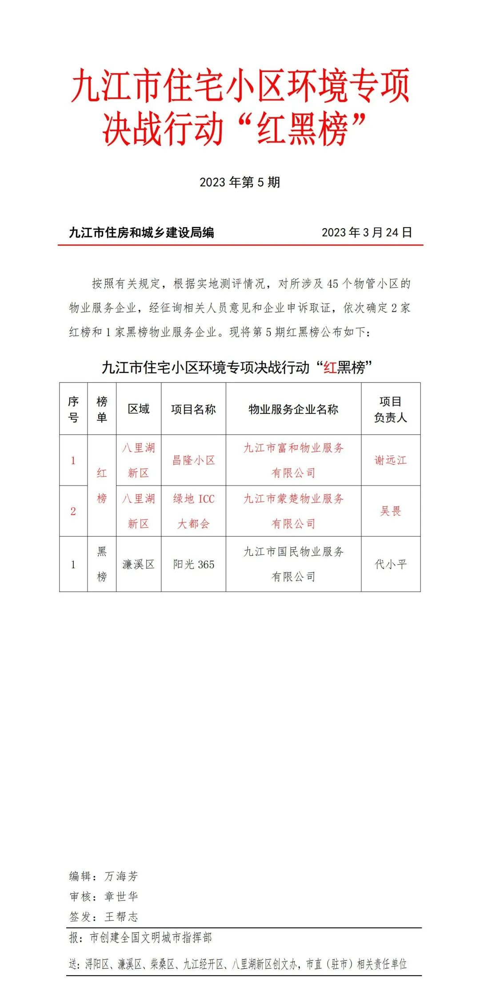 九江市住宅小区环境专项
决战行动“红黑榜”
2023 年第 5 期
九江市住房和城乡建设局编 2023 年 3 月 24 日
按照有关规定，根据实地测评情况，对所涉及 45 个物管小区的
物业服务企业，经征询相关人员意见和企业申诉取证，依次确定 2 家
红榜和 1 家黑榜物业服务企业。现将第 5 期红黑榜公布如下：
九江市住宅小区环境专项决战行动“红黑榜”
序号 榜单 区域 项目名称 物业服务企业名称 项目负责人
1 红榜 八里湖新区 昌隆小区 九江市富和物业服务有限公司 谢远江
2 八里湖新区 绿地 ICC 大都会 九江市蒙楚物业服务有限公司 吴畏
1 黑榜 濂溪区 阳光 365 九江市国民物业服务有限公司 代小平
编辑：万海芳
审核：章世华
签发：王帮志
报：市创建全国文明城市指挥部
送：浔阳区、濂溪区、柴桑区、九江经开区、八里湖新区创文办，市直（驻市）相关责任单位